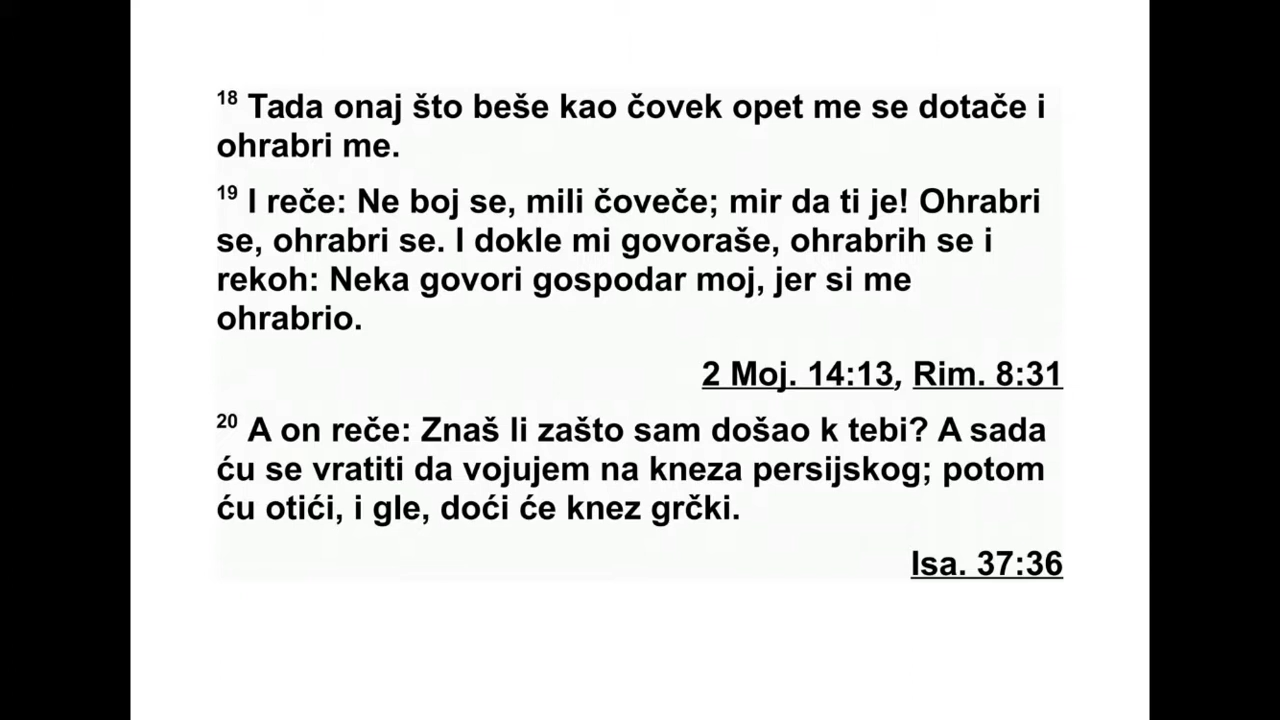 18 Tada onaj što beše kao čovek opet me se dotače i
ohrabri me.
19 I reče: Ne boj se, mili čoveče; mir da ti je! Ohrabri
se, ohrabri se. I dokle mi govoraše, ohrabrih se i
rekoh: Neka govori gospodar moj, jer si me
ohrabrio.
2 Moj. 14:13, Rim. 8:31
20 A on reče: Znaš li zašto sam došao k tebi? A sada
ću se vratiti da vojujem na kneza persijskog; potom
ću otići, i gle, doći će knez grčki.
Isa. 37:36